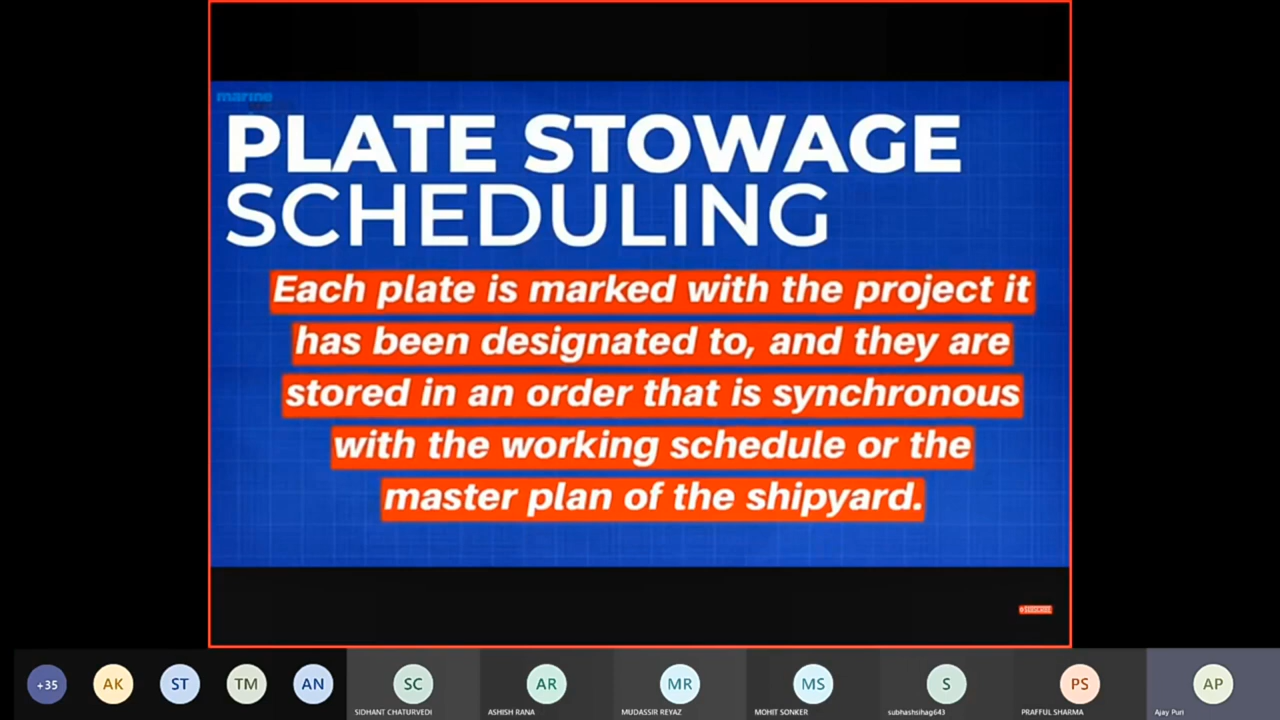 marine
PLATE STOWAGE
SCHEDULING
Each plate is marked with the project it
has been designated to, and they are
stored in an order that is synchronous
with the working schedule or the
master plan of the shipyard.
SUBSCRIBE
+35 AK ST TM AN SC AR MR MS S PS AP
SIDHANT CHATURVEDI ASHISH RANA MUDASSIR REYAZ MOHIT SONKER subhashsihag643 PRAFFUL SHARMA Ajay Puri